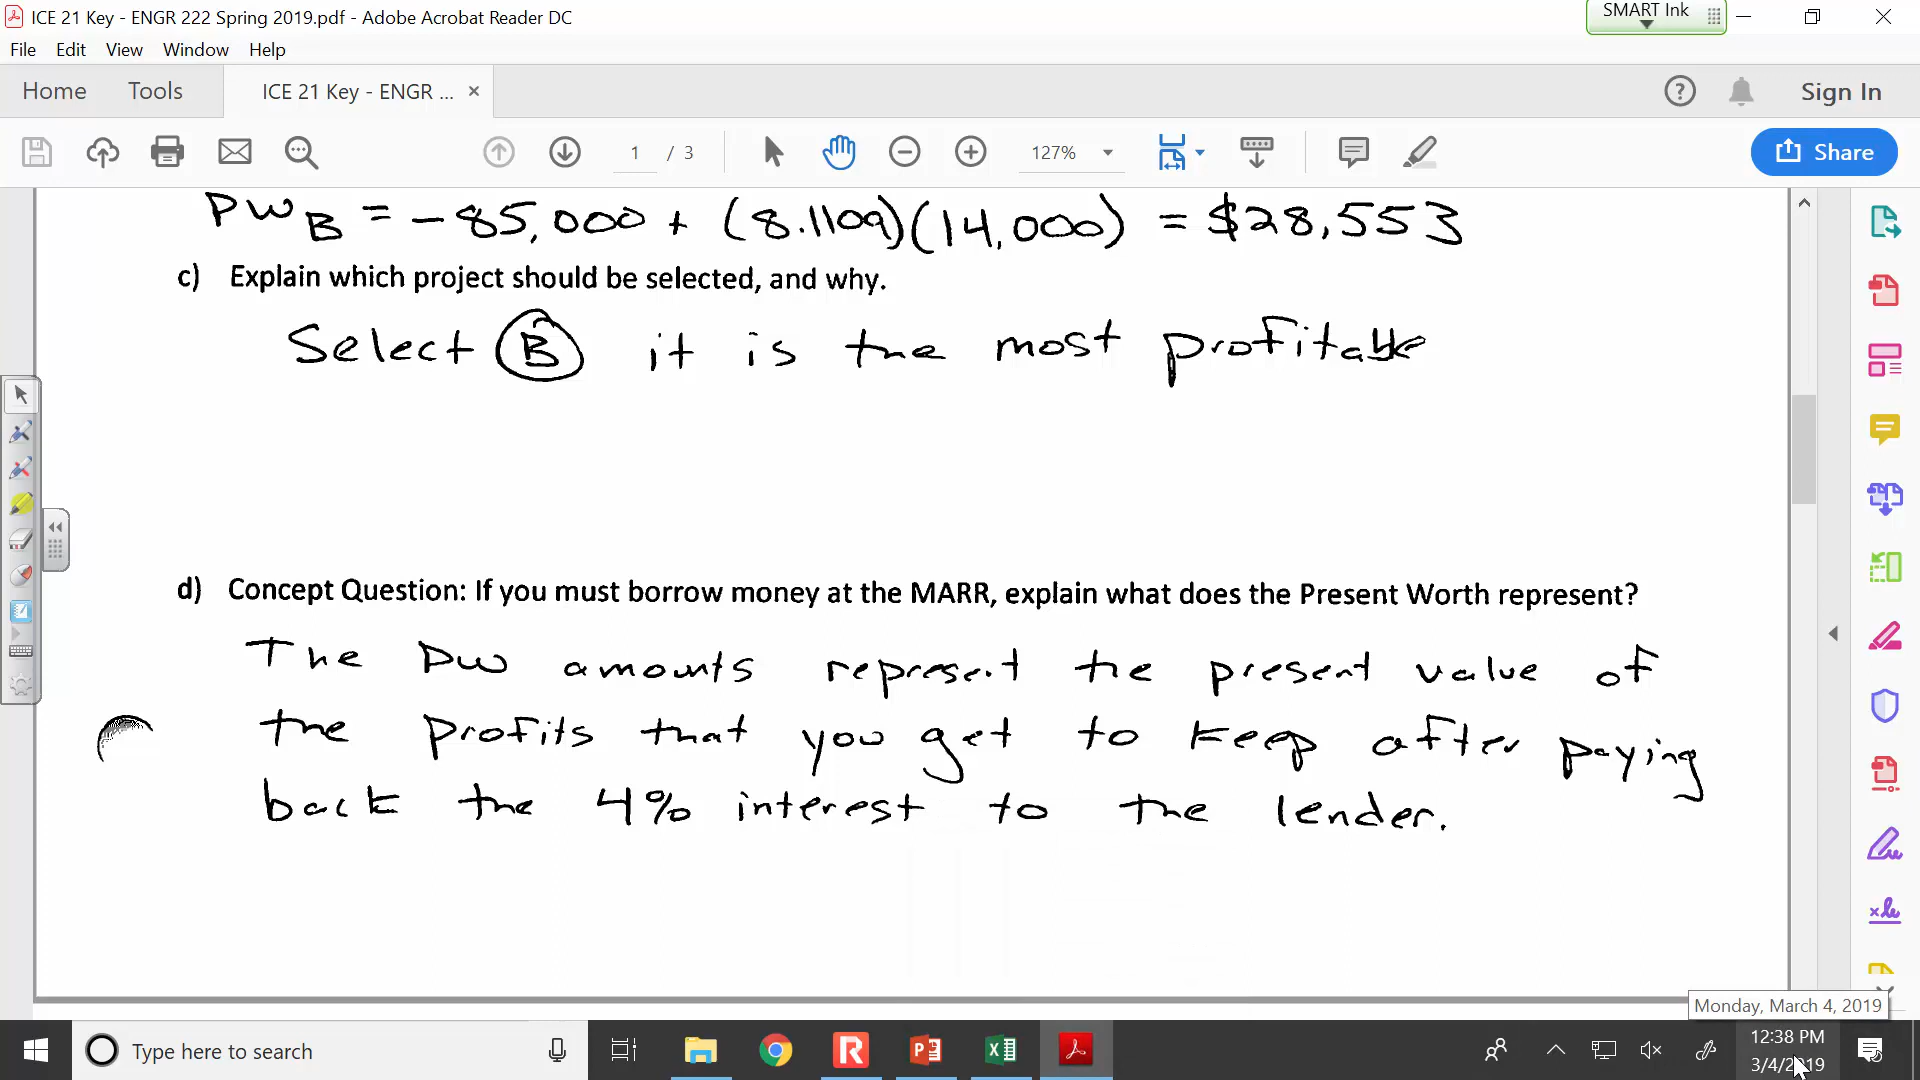 ICE 21 Key - ENGR 222 Spring 2019.pdf - Adobe Acrobat Reader DC
SMART Ink
File Edit View Window Help
Home Tools ICE 21 Key - ENGR ... × Sign In
1 / 3 127% Share
PW B = -85,000 + (8.1109)(14,000) = $28,553
c) Explain which project should be selected, and why.
Select B it is the most profitable
d) Concept Question: If you must borrow money at the MARR, explain what does the Present Worth represent?
The PW amounts represent the present value of
the profits that you get to keep after paying
back the 4% interest to the lender.
Monday, March 4, 2019
Type here to search
12:38 PM
3/4/2019